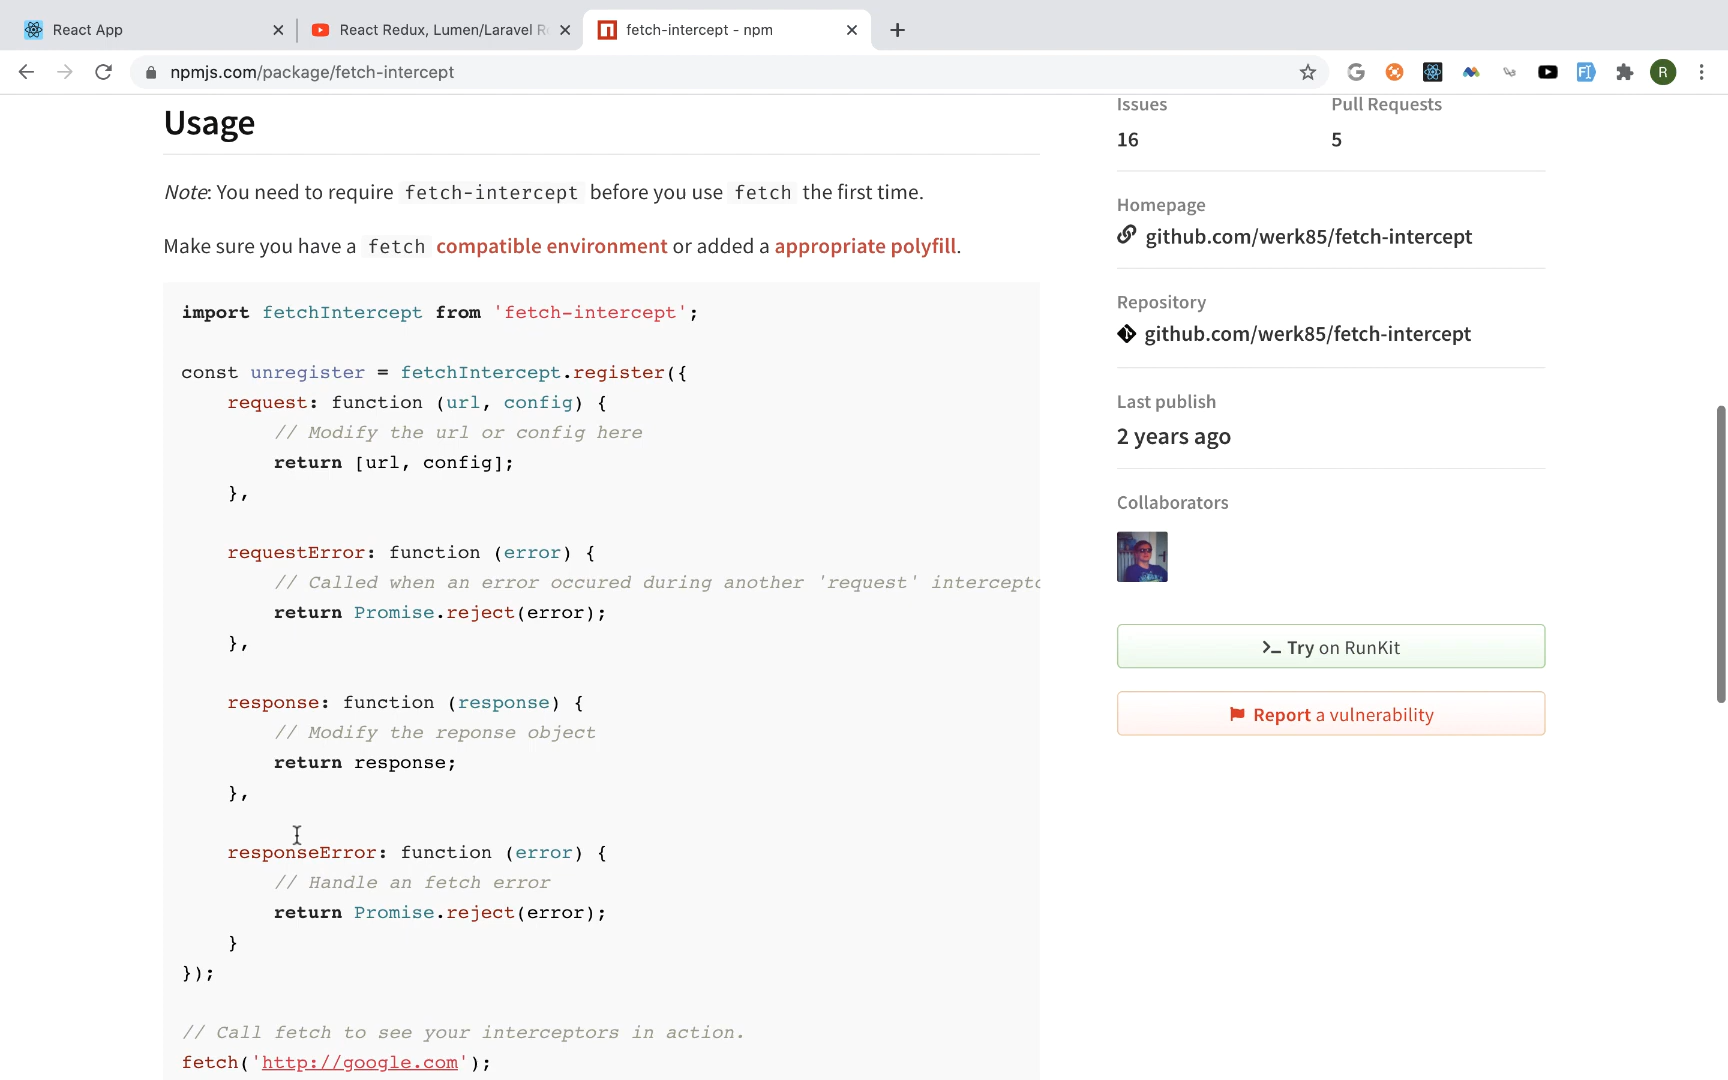 React App
React Redux, Lumen/Laravel R
fetch-intercept - npm
npmjs.com/package/fetch-intercept
R
Usage
Note: You need to require fetch-intercept before you use fetch the first time.
Make sure you have a fetch compatible environment or added a appropriate polyfill.
import fetchIntercept from 'fetch-intercept';
const unregister = fetchIntercept.register({
request: function (url, config) {
// Modify the url or config here
return [url, config];
},
requestError: function (error) {
// Called when an error occured during another 'request' intercepto
return Promise.reject(error);
},
response: function (response) {
// Modify the reponse object
return response;
},
responseError: function (error) {
// Handle an fetch error
return Promise.reject(error);
}
});
// Call fetch to see your interceptors in action.
fetch('http://google.com');
Issues
16
Pull Requests
5
Homepage
github.com/werk85/fetch-intercept
Repository
github.com/werk85/fetch-intercept
Last publish
2 years ago
Collaborators
Try on RunKit
Report a vulnerability